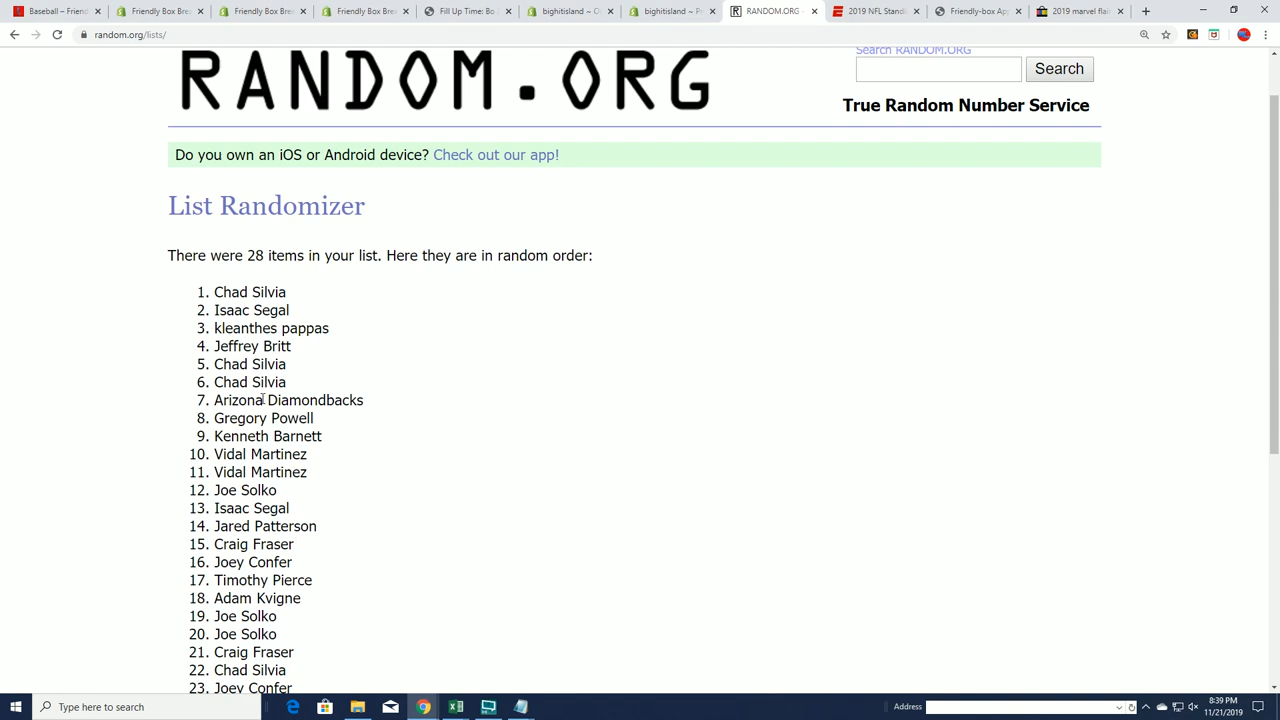 Baseball – Friend
Friendly Box Bre
Friendly Box Brea
Friendly Box Brea
Fill Up Time: Bo
bighitisland – C
bighitisland ~ P
RANDOM.ORG -
2019 NFL Standi
Friendly-box Ap
2019 marvel flair
random.org/lists/
RANDOM.ORG
Search RANDOM.ORG
Search
True Random Number Service
Do you own an iOS or Android device? Check out our app!
List Randomizer
There were 28 items in your list. Here they are in random order:
1. Chad Silvia
2. Isaac Segal
3. kleanthes pappas
4. Jeffrey Britt
5. Chad Silvia
6. Chad Silvia
7. Arizona Diamondbacks
8. Gregory Powell
9. Kenneth Barnett
10. Vidal Martinez
11. Vidal Martinez
12. Joe Solko
13. Isaac Segal
14. Jared Patterson
15. Craig Fraser
16. Joey Confer
17. Timothy Pierce
18. Adam Kvigne
19. Joe Solko
20. Joe Solko
21. Craig Fraser
22. Chad Silvia
23. Joey Confer
Type here to search
Address
8:39 PM
11/21/2019